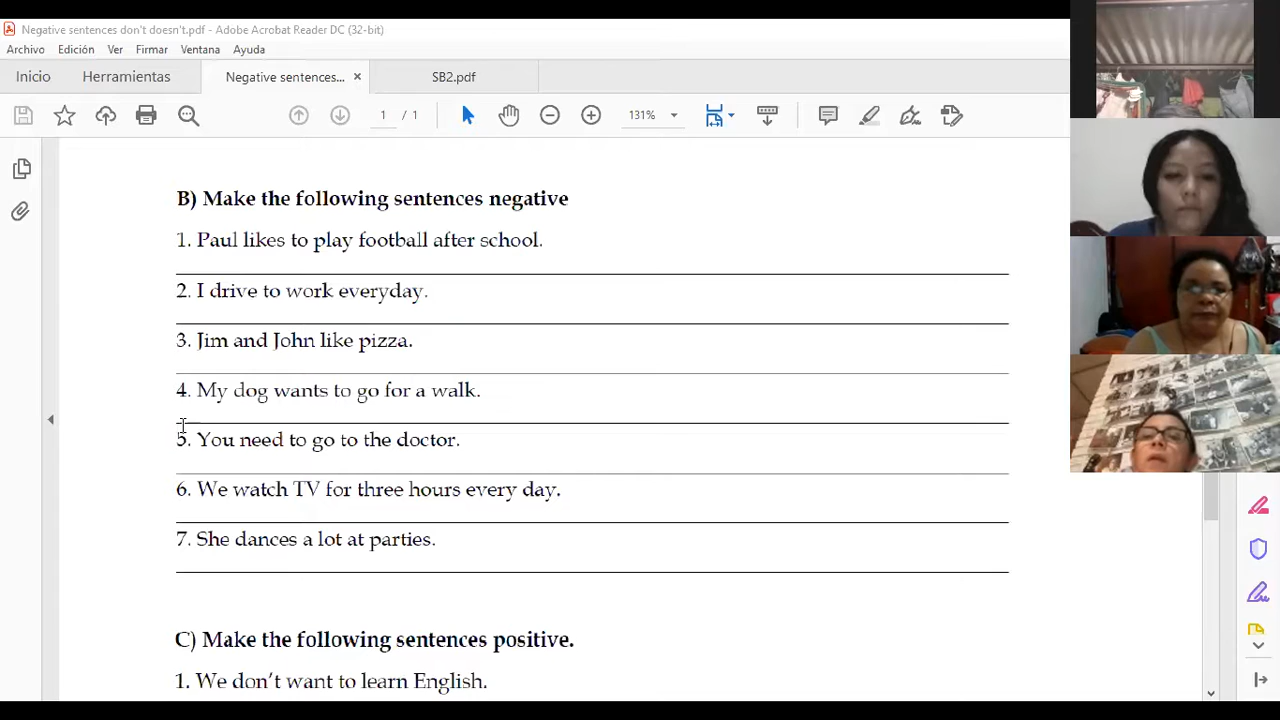 Negative sentences don't doesn't.pdf - Adobe Acrobat Reader DC (32-bit)
Archivo Edición Ver Firmar Ventana Ayuda
Inicio Herramientas Negative sentences... × SB2.pdf
1 / 1 131%
B) Make the following sentences negative
1. Paul likes to play football after school.
2. I drive to work everyday.
3. Jim and John like pizza.
4. My dog wants to go for a walk.
5. You need to go to the doctor.
6. We watch TV for three hours every day.
7. She dances a lot at parties.
C) Make the following sentences positive.
1. We don’t want to learn English.